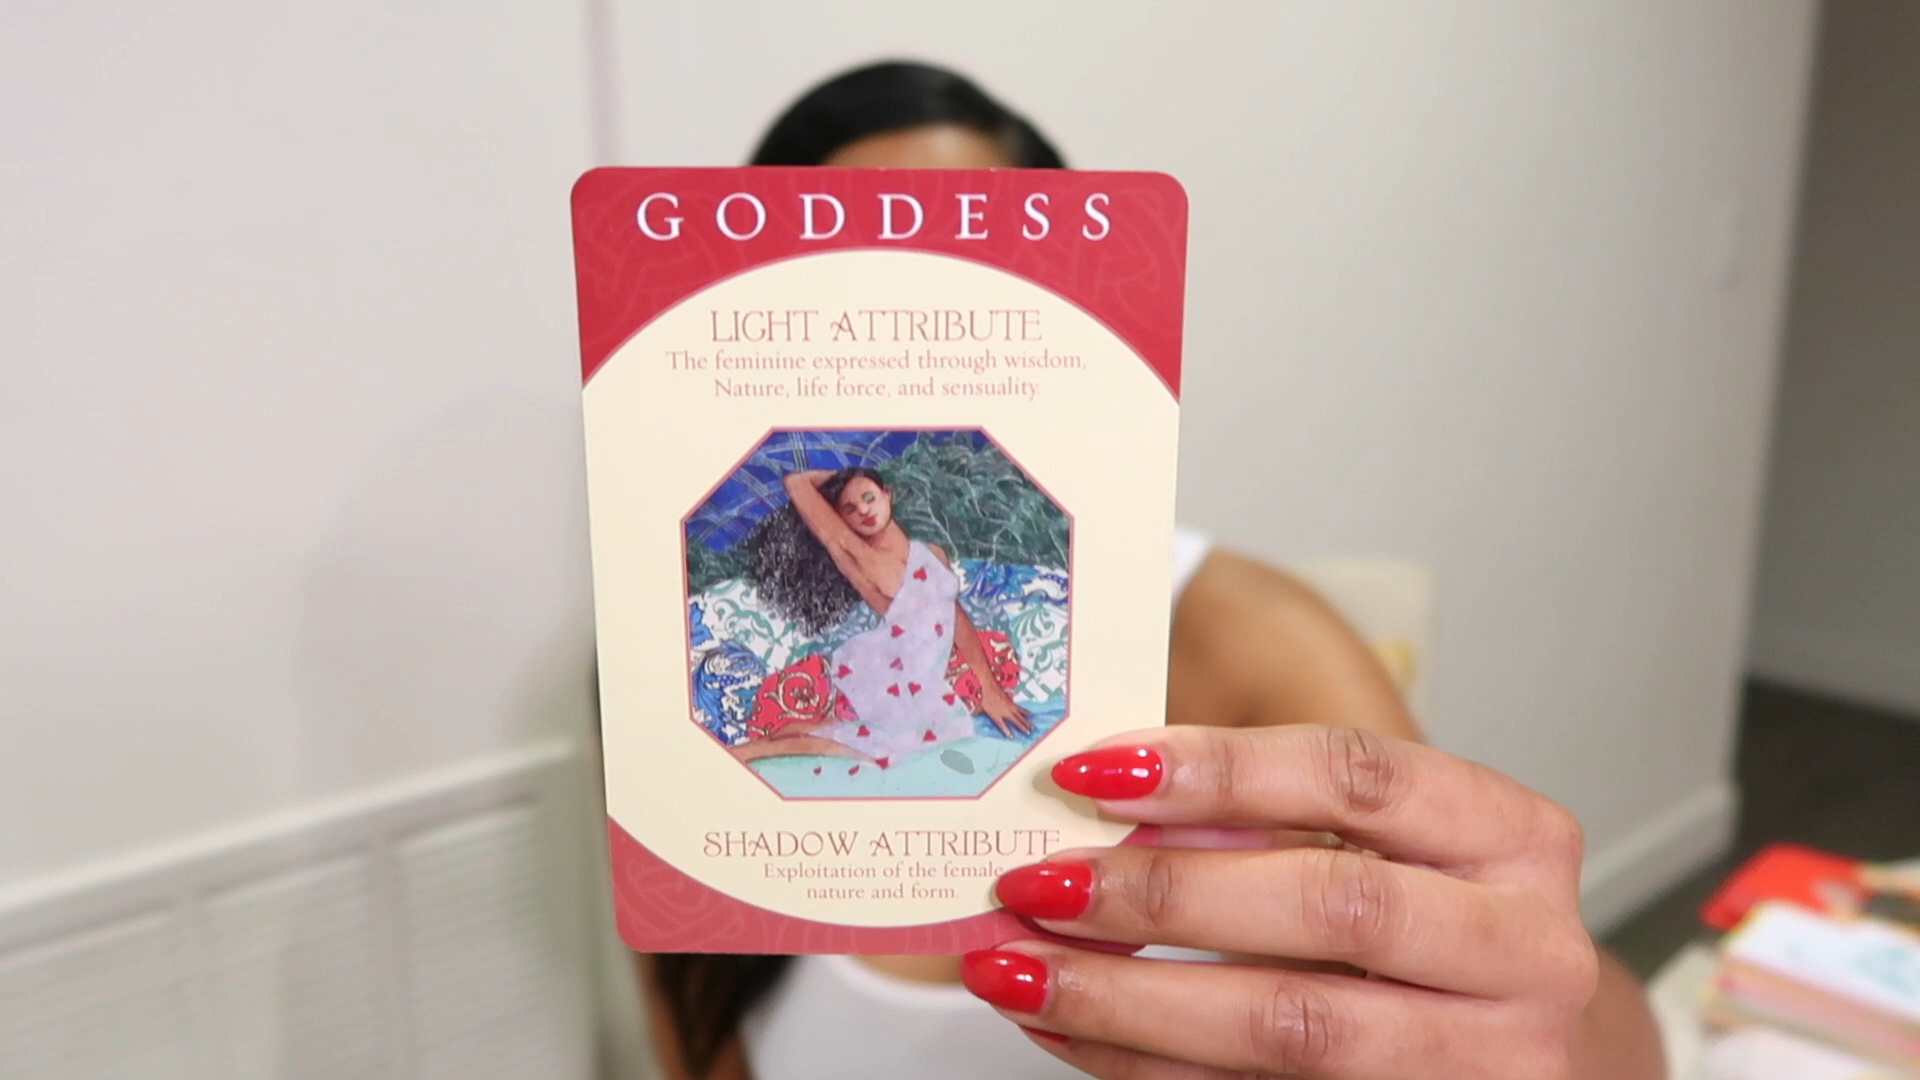 GODDESS
LIGHT ATTRIBUTE
The feminine expressed through wisdom,
Nature, life force, and sensuality.
SHADOW ATTRIBUTE
Exploitation of the female
nature and form.